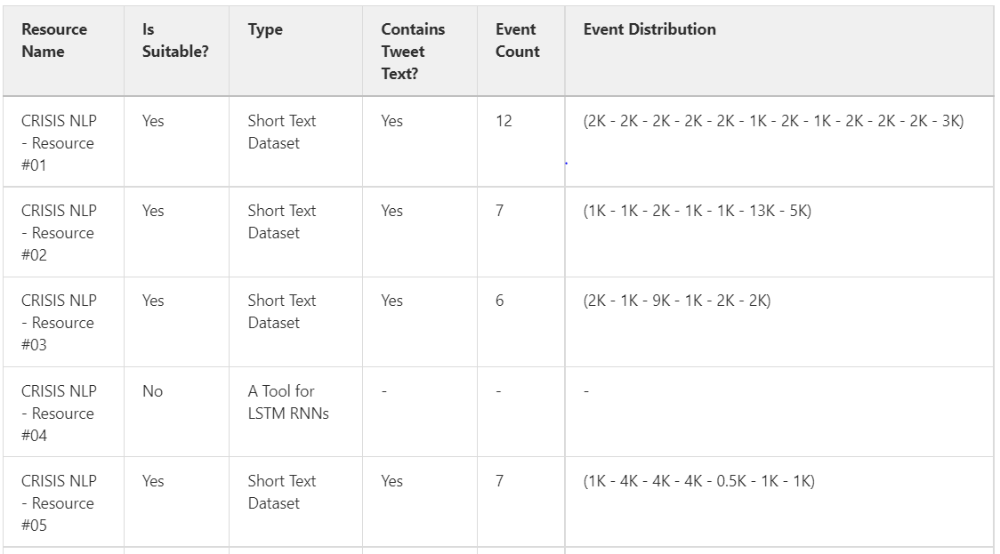 Resource Name
Is Suitable?
Type
Contains Tweet Text?
Event Count
Event Distribution
CRISIS NLP - Resource #01
Yes
Short Text Dataset
Yes
12
(2K - 2K - 2K - 2K - 2K - 1K - 2K - 1K - 2K - 2K - 2K - 3K)
CRISIS NLP - Resource #02
Yes
Short Text Dataset
Yes
7
(1K - 1K - 2K - 1K - 1K - 13K - 5K)
CRISIS NLP - Resource #03
Yes
Short Text Dataset
Yes
6
(2K - 1K - 9K - 1K - 2K - 2K)
CRISIS NLP - Resource #04
No
A Tool for LSTM RNNs
-
-
-
CRISIS NLP - Resource #05
Yes
Short Text Dataset
Yes
7
(1K - 4K - 4K - 4K - 0.5K - 1K - 1K)